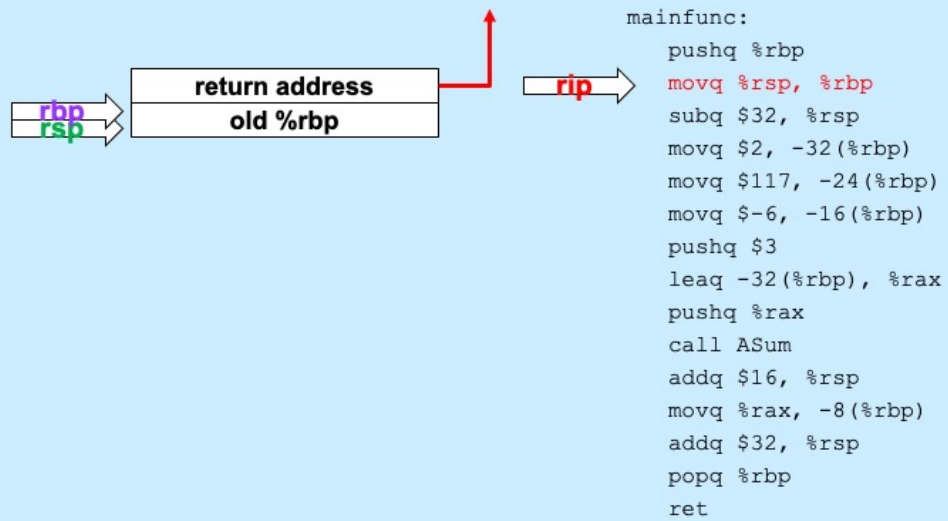 return address
old %rbp
rbp
rsp
rip
mainfunc:
pushq %rbp
movq %rsp, %rbp
subq $32, %rsp
movq $2, -32(%rbp)
movq $117, -24(%rbp)
movq $-6, -16(%rbp)
pushq $3
leaq -32(%rbp), %rax
pushq %rax
call ASum
addq $16, %rsp
movq %rax, -8(%rbp)
addq $32, %rsp
popq %rbp
ret